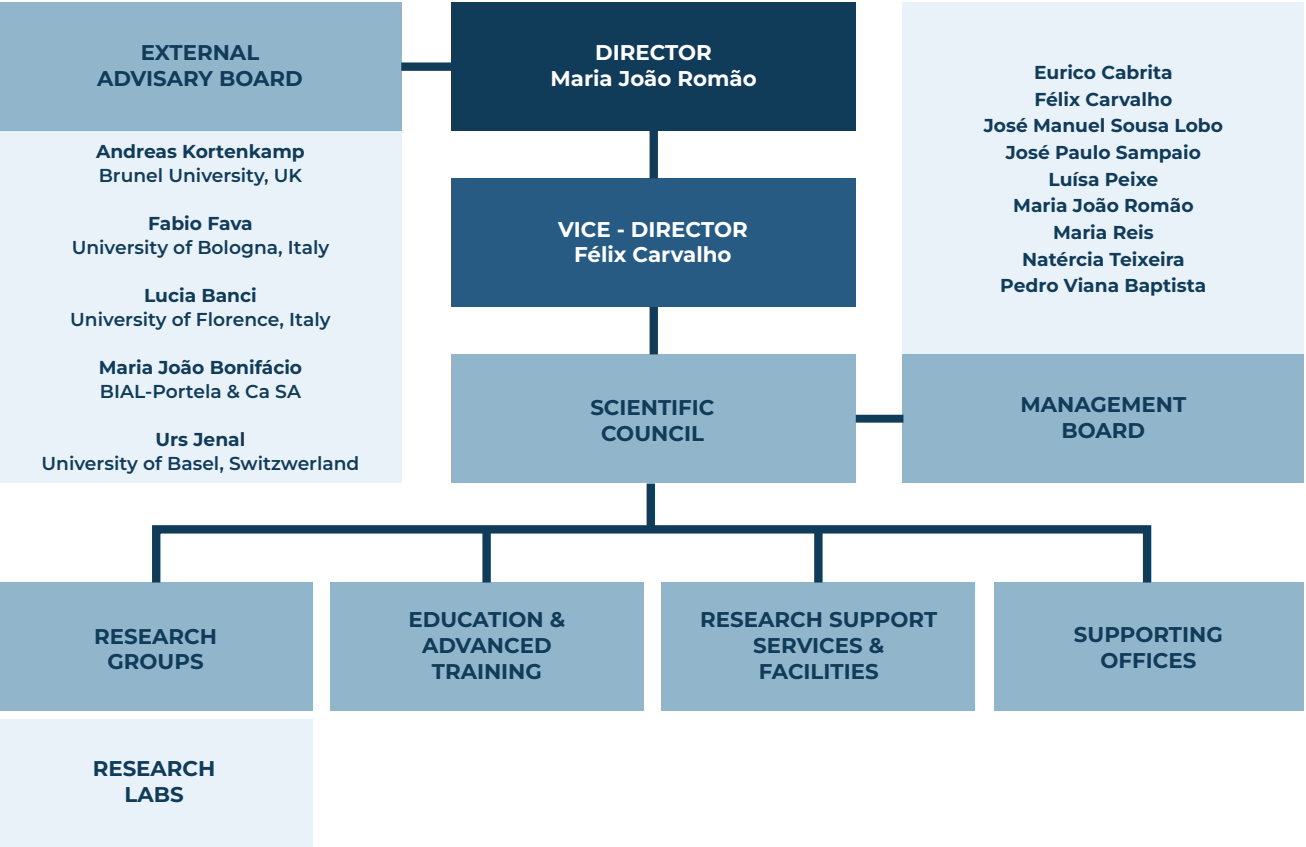 EXTERNAL
ADVISARY BOARD
Andreas Kortenkamp
Brunel University, UK
Fabio Fava
University of Bologna, Italy
Lucia Banci
University of Florence, Italy
Maria João Bonifácio
BIAL-Portela & Ca SA
Urs Jenal
University of Basel, Switzwerland
DIRECTOR
Maria João Romão
VICE - DIRECTOR
Félix Carvalho
SCIENTIFIC
COUNCIL
Eurico Cabrita
Félix Carvalho
José Manuel Sousa Lobo
José Paulo Sampaio
Luísa Peixe
Maria João Romão
Maria Reis
Natércia Teixeira
Pedro Viana Baptista
MANAGEMENT
BOARD
RESEARCH
GROUPS
EDUCATION &
ADVANCED
TRAINING
RESEARCH SUPPORT
SERVICES &
FACILITIES
SUPPORTING
OFFICES
RESEARCH
LABS